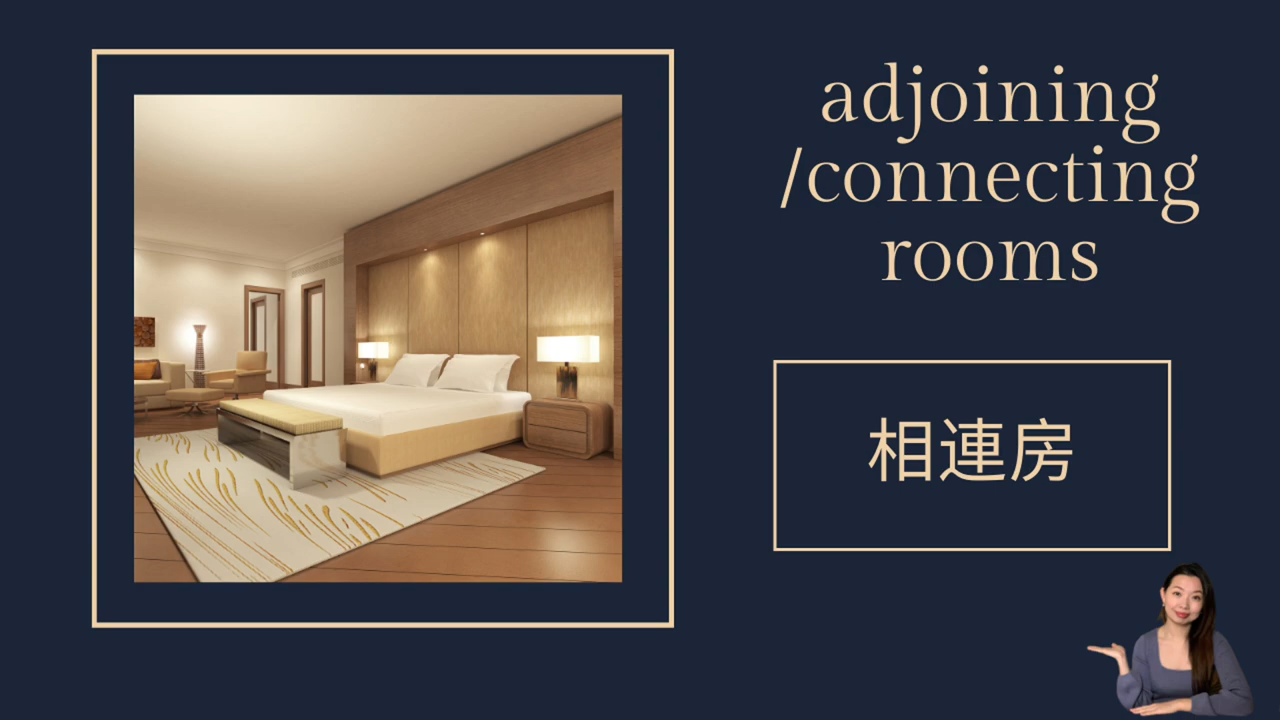 adjoining
/connecting
rooms
相連房